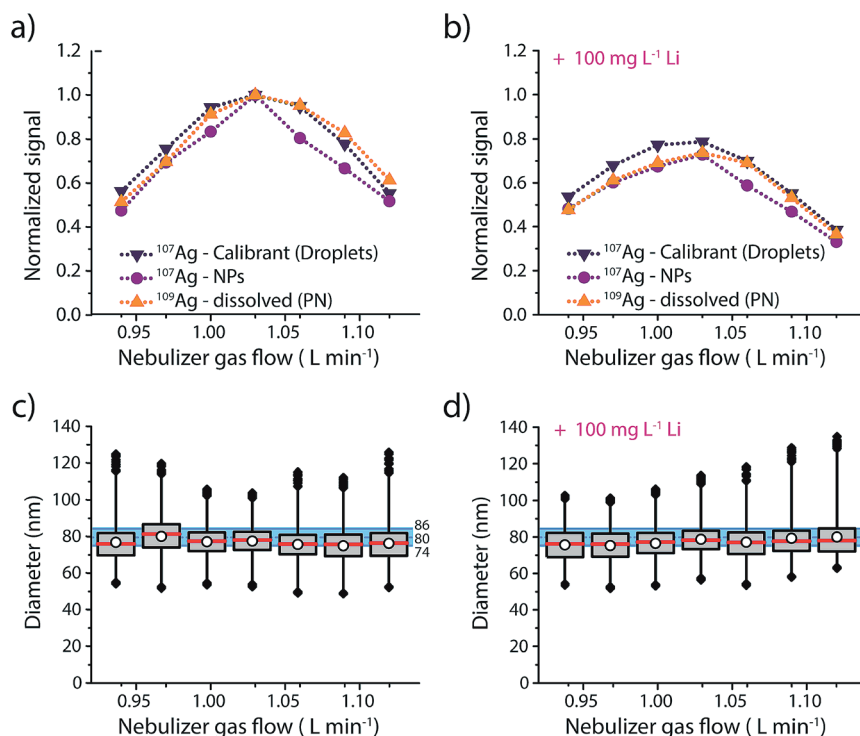 a)
1.2
1.0
0.8
0.6
0.4
0.2
0.0
Normalized signal
¹⁰⁷Ag - Calibrant (Droplets)
¹⁰⁷Ag - NPs
¹⁰⁹Ag - dissolved (PN)
0.95 1.00 1.05 1.10
Nebulizer gas flow ( L min⁻¹)
b)
+ 100 mg L⁻¹ Li
1.2
1.0
0.8
0.6
0.4
0.2
0.0
Normalized signal
¹⁰⁷Ag - Calibrant (Droplets)
¹⁰⁷Ag - NPs
¹⁰⁹Ag - dissolved (PN)
0.95 1.00 1.05 1.10
Nebulizer gas flow ( L min⁻¹)
c)
140
120
100
80
60
40
20
0
Diameter (nm)
86
80
74
0.95 1.00 1.05 1.10
Nebulizer gas flow ( L min⁻¹)
d)
+ 100 mg L⁻¹ Li
140
120
100
80
60
40
20
0
Diameter (nm)
0.95 1.00 1.05 1.10
Nebulizer gas flow ( L min⁻¹)